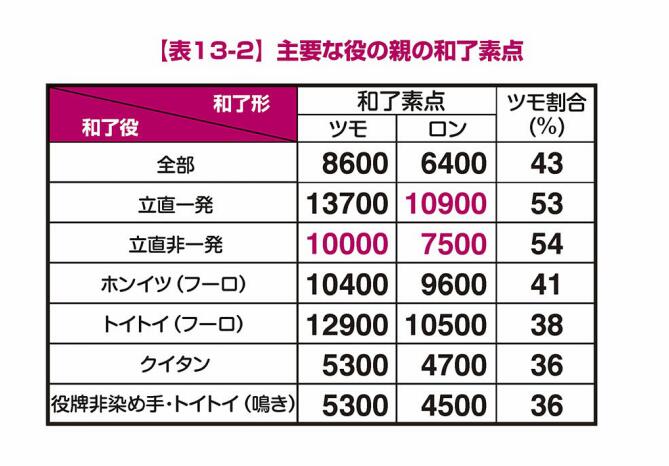 【表13-2】主要な役の親の和了素点
和了形 和了素点 ツモ割合
和了役 ツモ ロン (%)
全部 8600 6400 43
立直一発 13700 10900 53
立直非一発 10000 7500 54
ホンイツ(フーロ) 10400 9600 41
トイトイ(フーロ) 12900 10500 38
クイタン 5300 4700 36
役牌非染め手・トイトイ(鳴き) 5300 4500 36